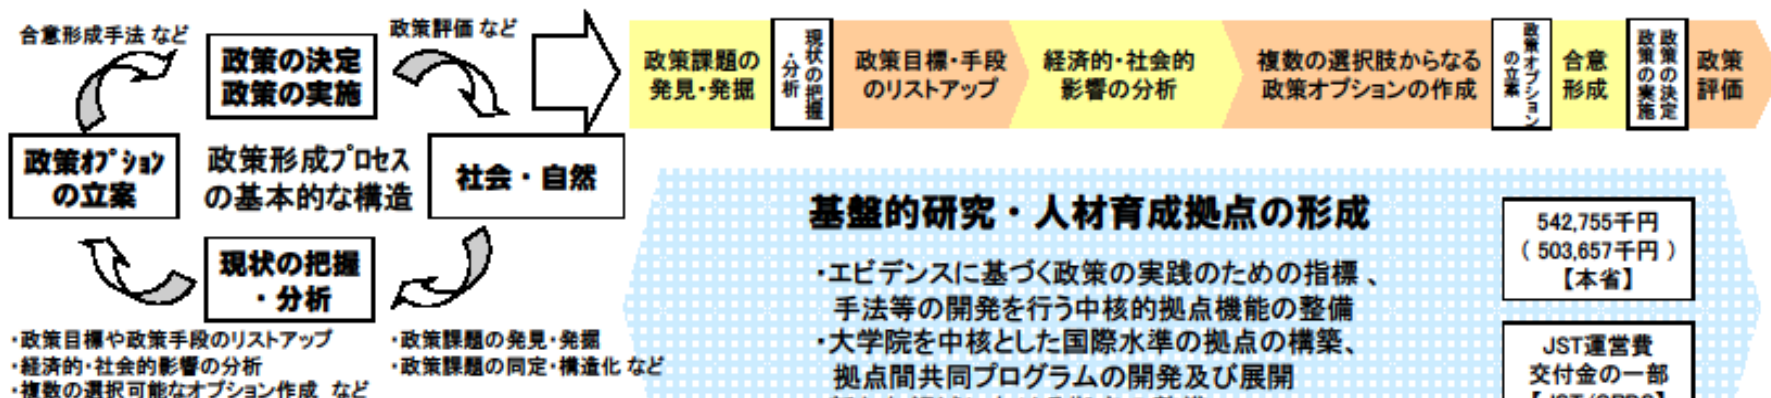 合意形成手法 など
政策評価 など
政策の決定
政策の実施
政策ｵﾌﾟｼｮﾝ
の立案
政策形成プロセス
の基本的な構造
社会・自然
現状の把握
・分析
・政策目標や政策手段のリストアップ
・経済的・社会的影響の分析
・複数の選択可能なオプション作成 など
・政策課題の発見・発掘
・政策課題の同定・構造化 など
政策課題の
発見・発掘
現状の把握
・分析
政策目標・手段
のリストアップ
経済的・社会的
影響の分析
複数の選択肢からなる
政策オプションの作成
政策オプション
の立案
合意
形成
政策の決定
政策の実施
政策
評価
基盤的研究・人材育成拠点の形成
・エビデンスに基づく政策の実践のための指標、
手法等の開発を行う中核的拠点機能の整備
・大学院を中核とした国際水準の拠点の構築、
拠点間共同プログラムの開発及び展開
542,755千円
( 503,657千円 )
【本省】
JST運営費
交付金の一部